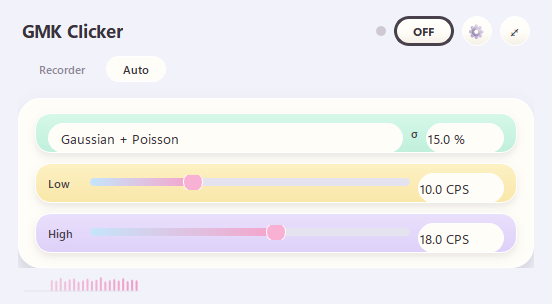 GMK Clicker
OFF
Recorder Auto
Gaussian + Poisson σ 15.0 %
Low 10.0 CPS
High 18.0 CPS